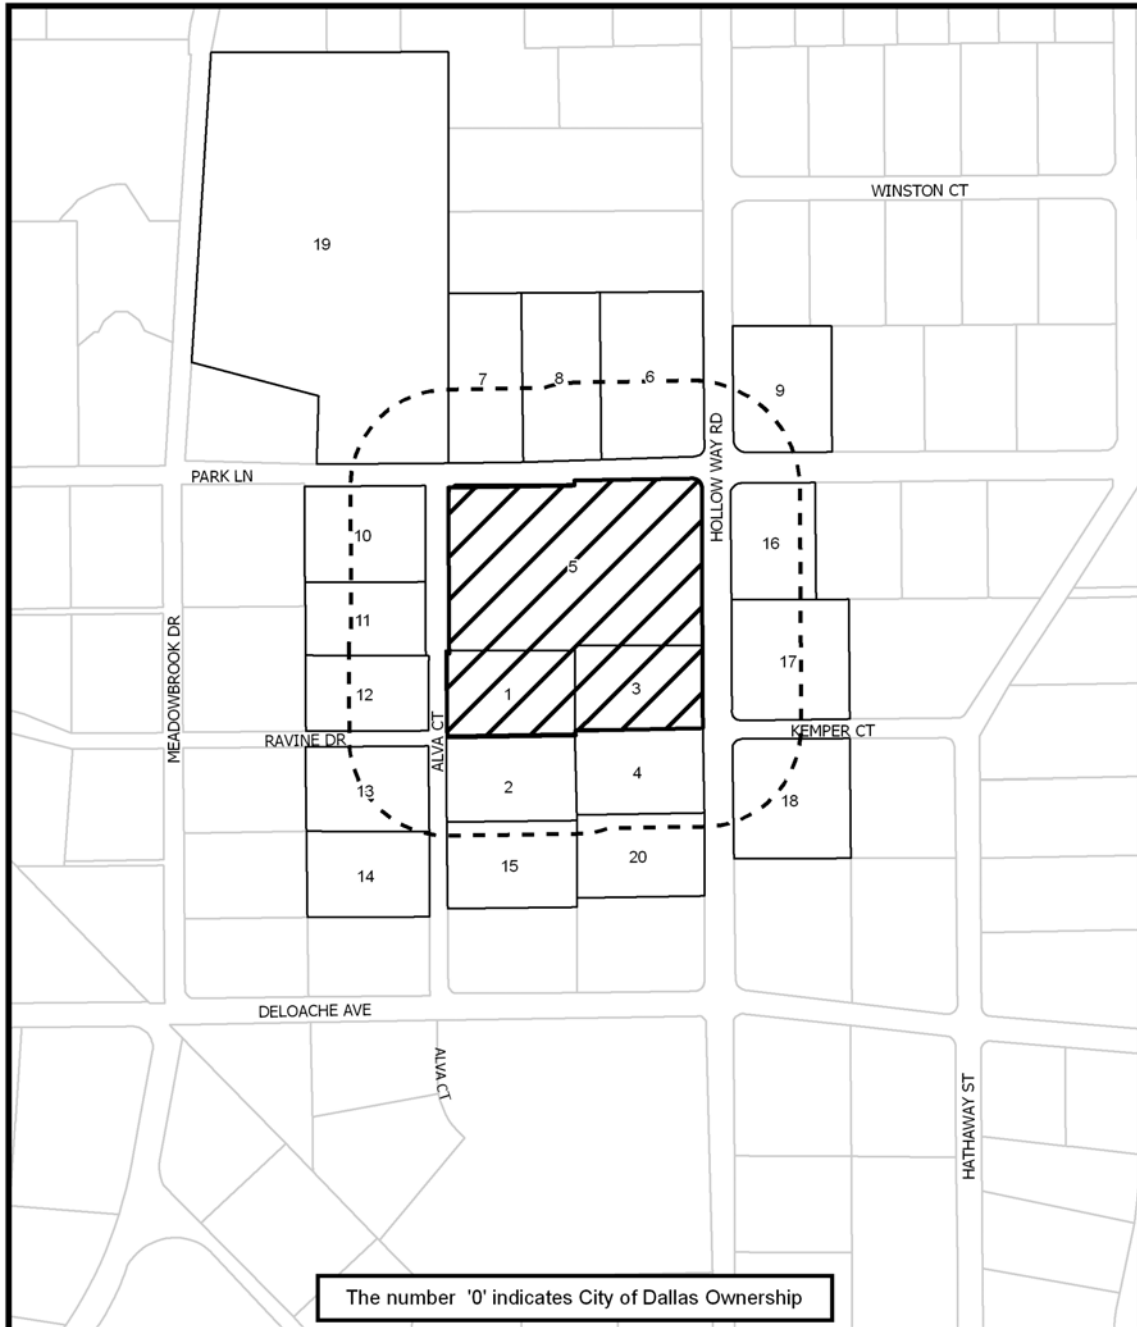 WINSTON CT
19
7
8
6
9
HOLLOW WAY RD
PARK LN
10
16
5
11
MEADOWBROOK DR
17
12
1
3
ALVA CT
RAVINE DR
KEMPER CT
2
4
13
18
14
15
20
DELOACHE AVE
ALVA CT
HATHAWAY ST
The number '0' indicates City of Dallas Ownership